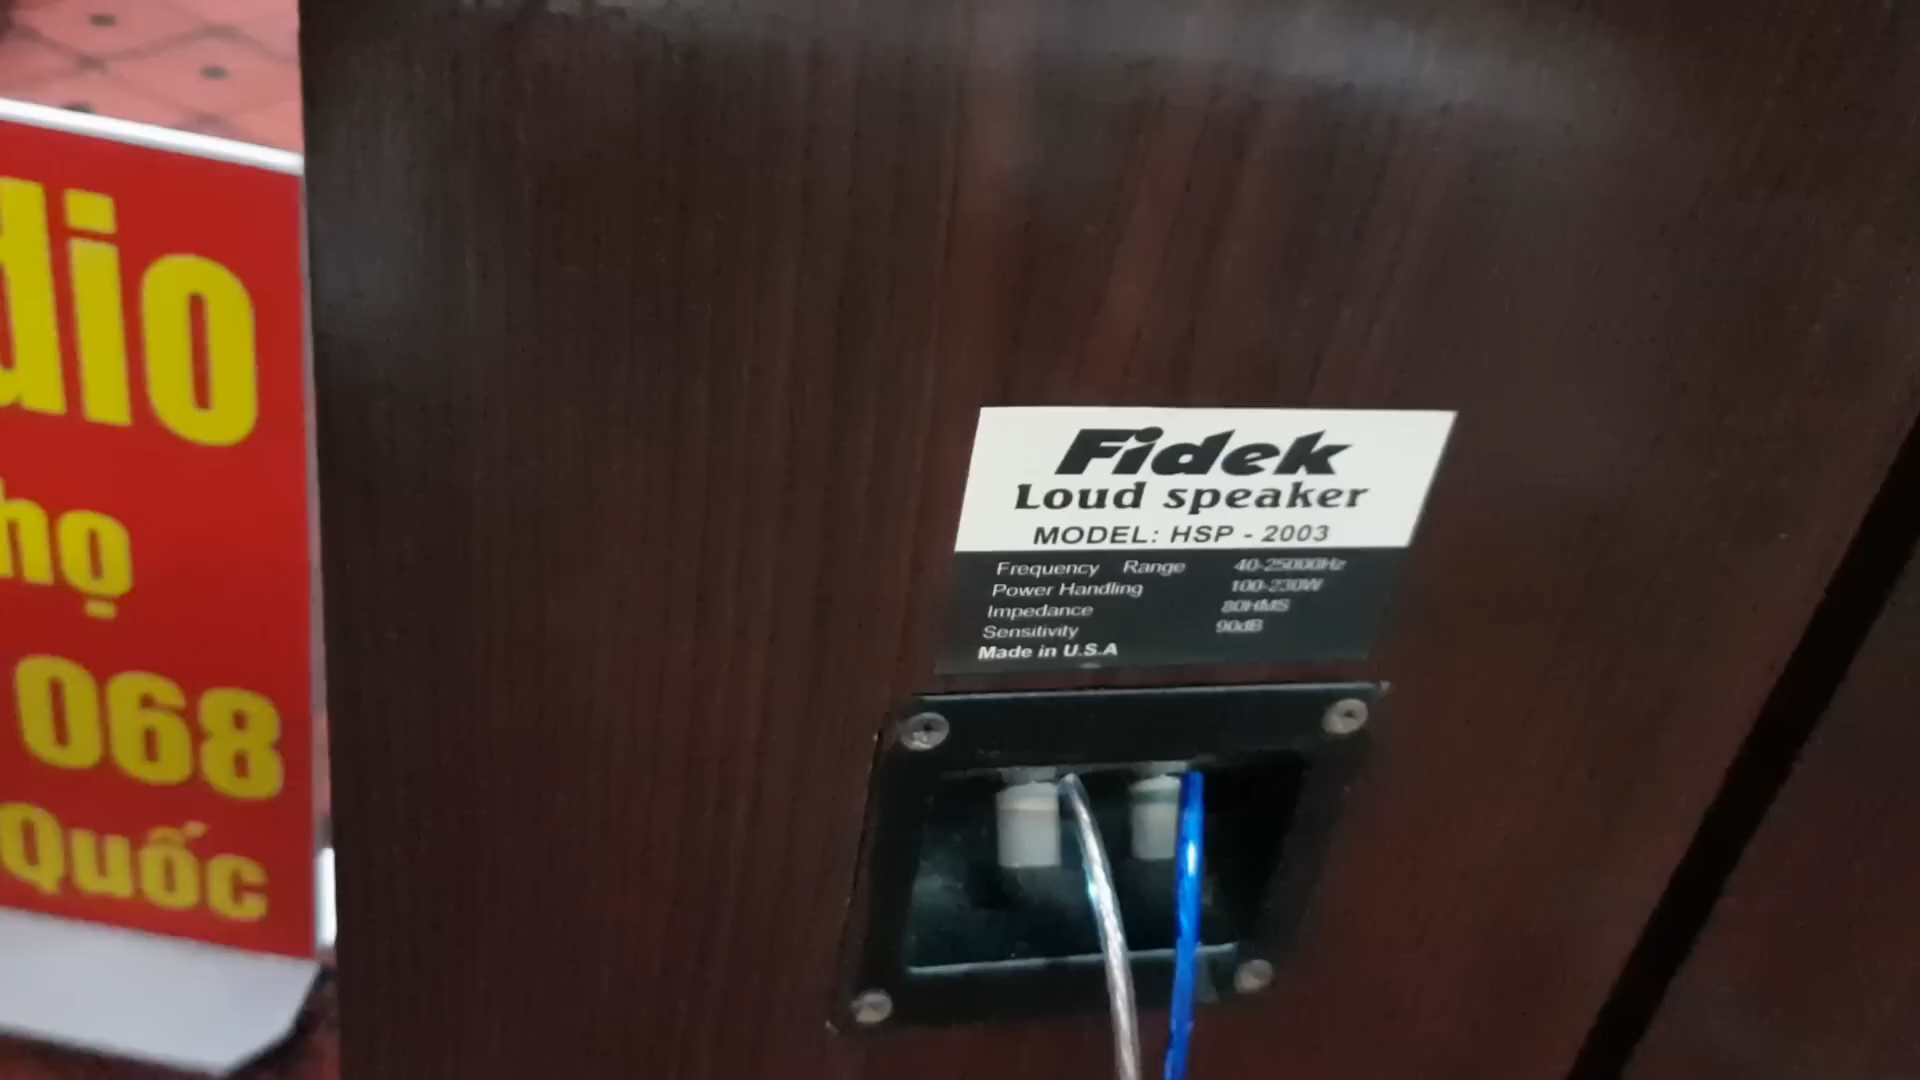 dio
họ
068
Quốc
Fidek
Loud speaker
MODEL: HSP - 2003
Frequency Range 40-25000Hz
Power Handling 100-230W
Impedance 80HMS
Sensitivity 90dB
Made in U.S.A